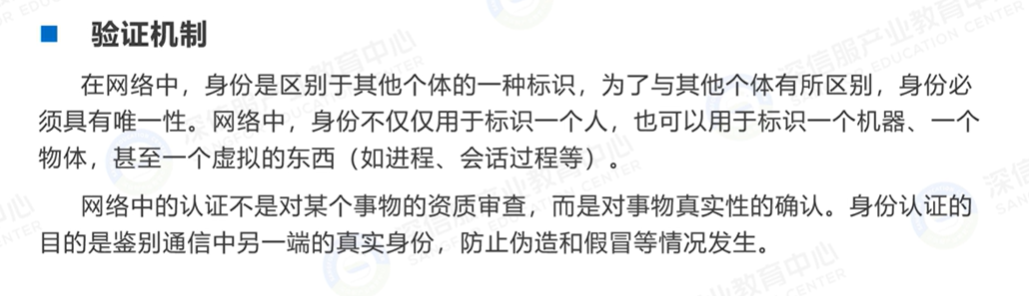 验证机制
在网络中，身份是区别于其他个体的一种标识，为了与其他个体有所区别，身份必
须具有唯一性。网络中，身份不仅仅用于标识一个人，也可以用于标识一个机器、一个
物体，甚至一个虚拟的东西（如进程、会话过程等）。
网络中的认证不是对某个事物的资质审查，而是对事物真实性的确认。身份认证的
目的是鉴别通信中另一端的真实身份，防止伪造和假冒等情况发生。
深信服产业教育中心
SANGFOR EDUCATION CENTER